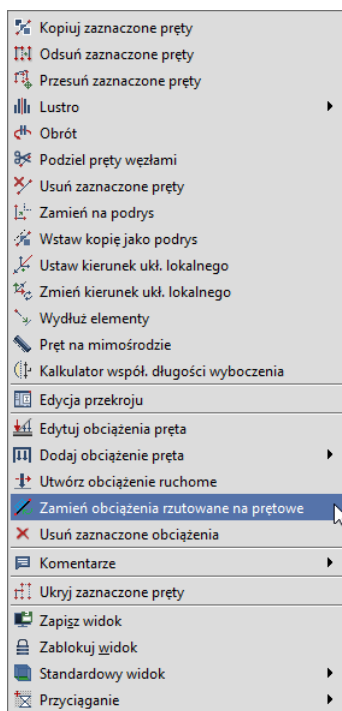 Kopiuj zaznaczone pręty
Odsuń zaznaczone pręty
Przesuń zaznaczone pręty
Lustro
Obrót
Podziel pręty węzłami
Usuń zaznaczone pręty
Zamień na podrys
Wstaw kopię jako podrys
Ustaw kierunek ukł. lokalnego
Zmień kierunek ukł. lokalnego
Wydłuż elementy
Pręt na mimośrodzie
Kalkulator współ. długości wyboczenia
Edycja przekroju
Edytuj obciążenia pręta
Dodaj obciążenie pręta
Utwórz obciążenie ruchome
Zamień obciążenia rzutowane na prętowe
Usuń zaznaczone obciążenia
Komentarze
Ukryj zaznaczone pręty
Zapisz widok
Zablokuj widok
Standardowy widok
Przyciąganie